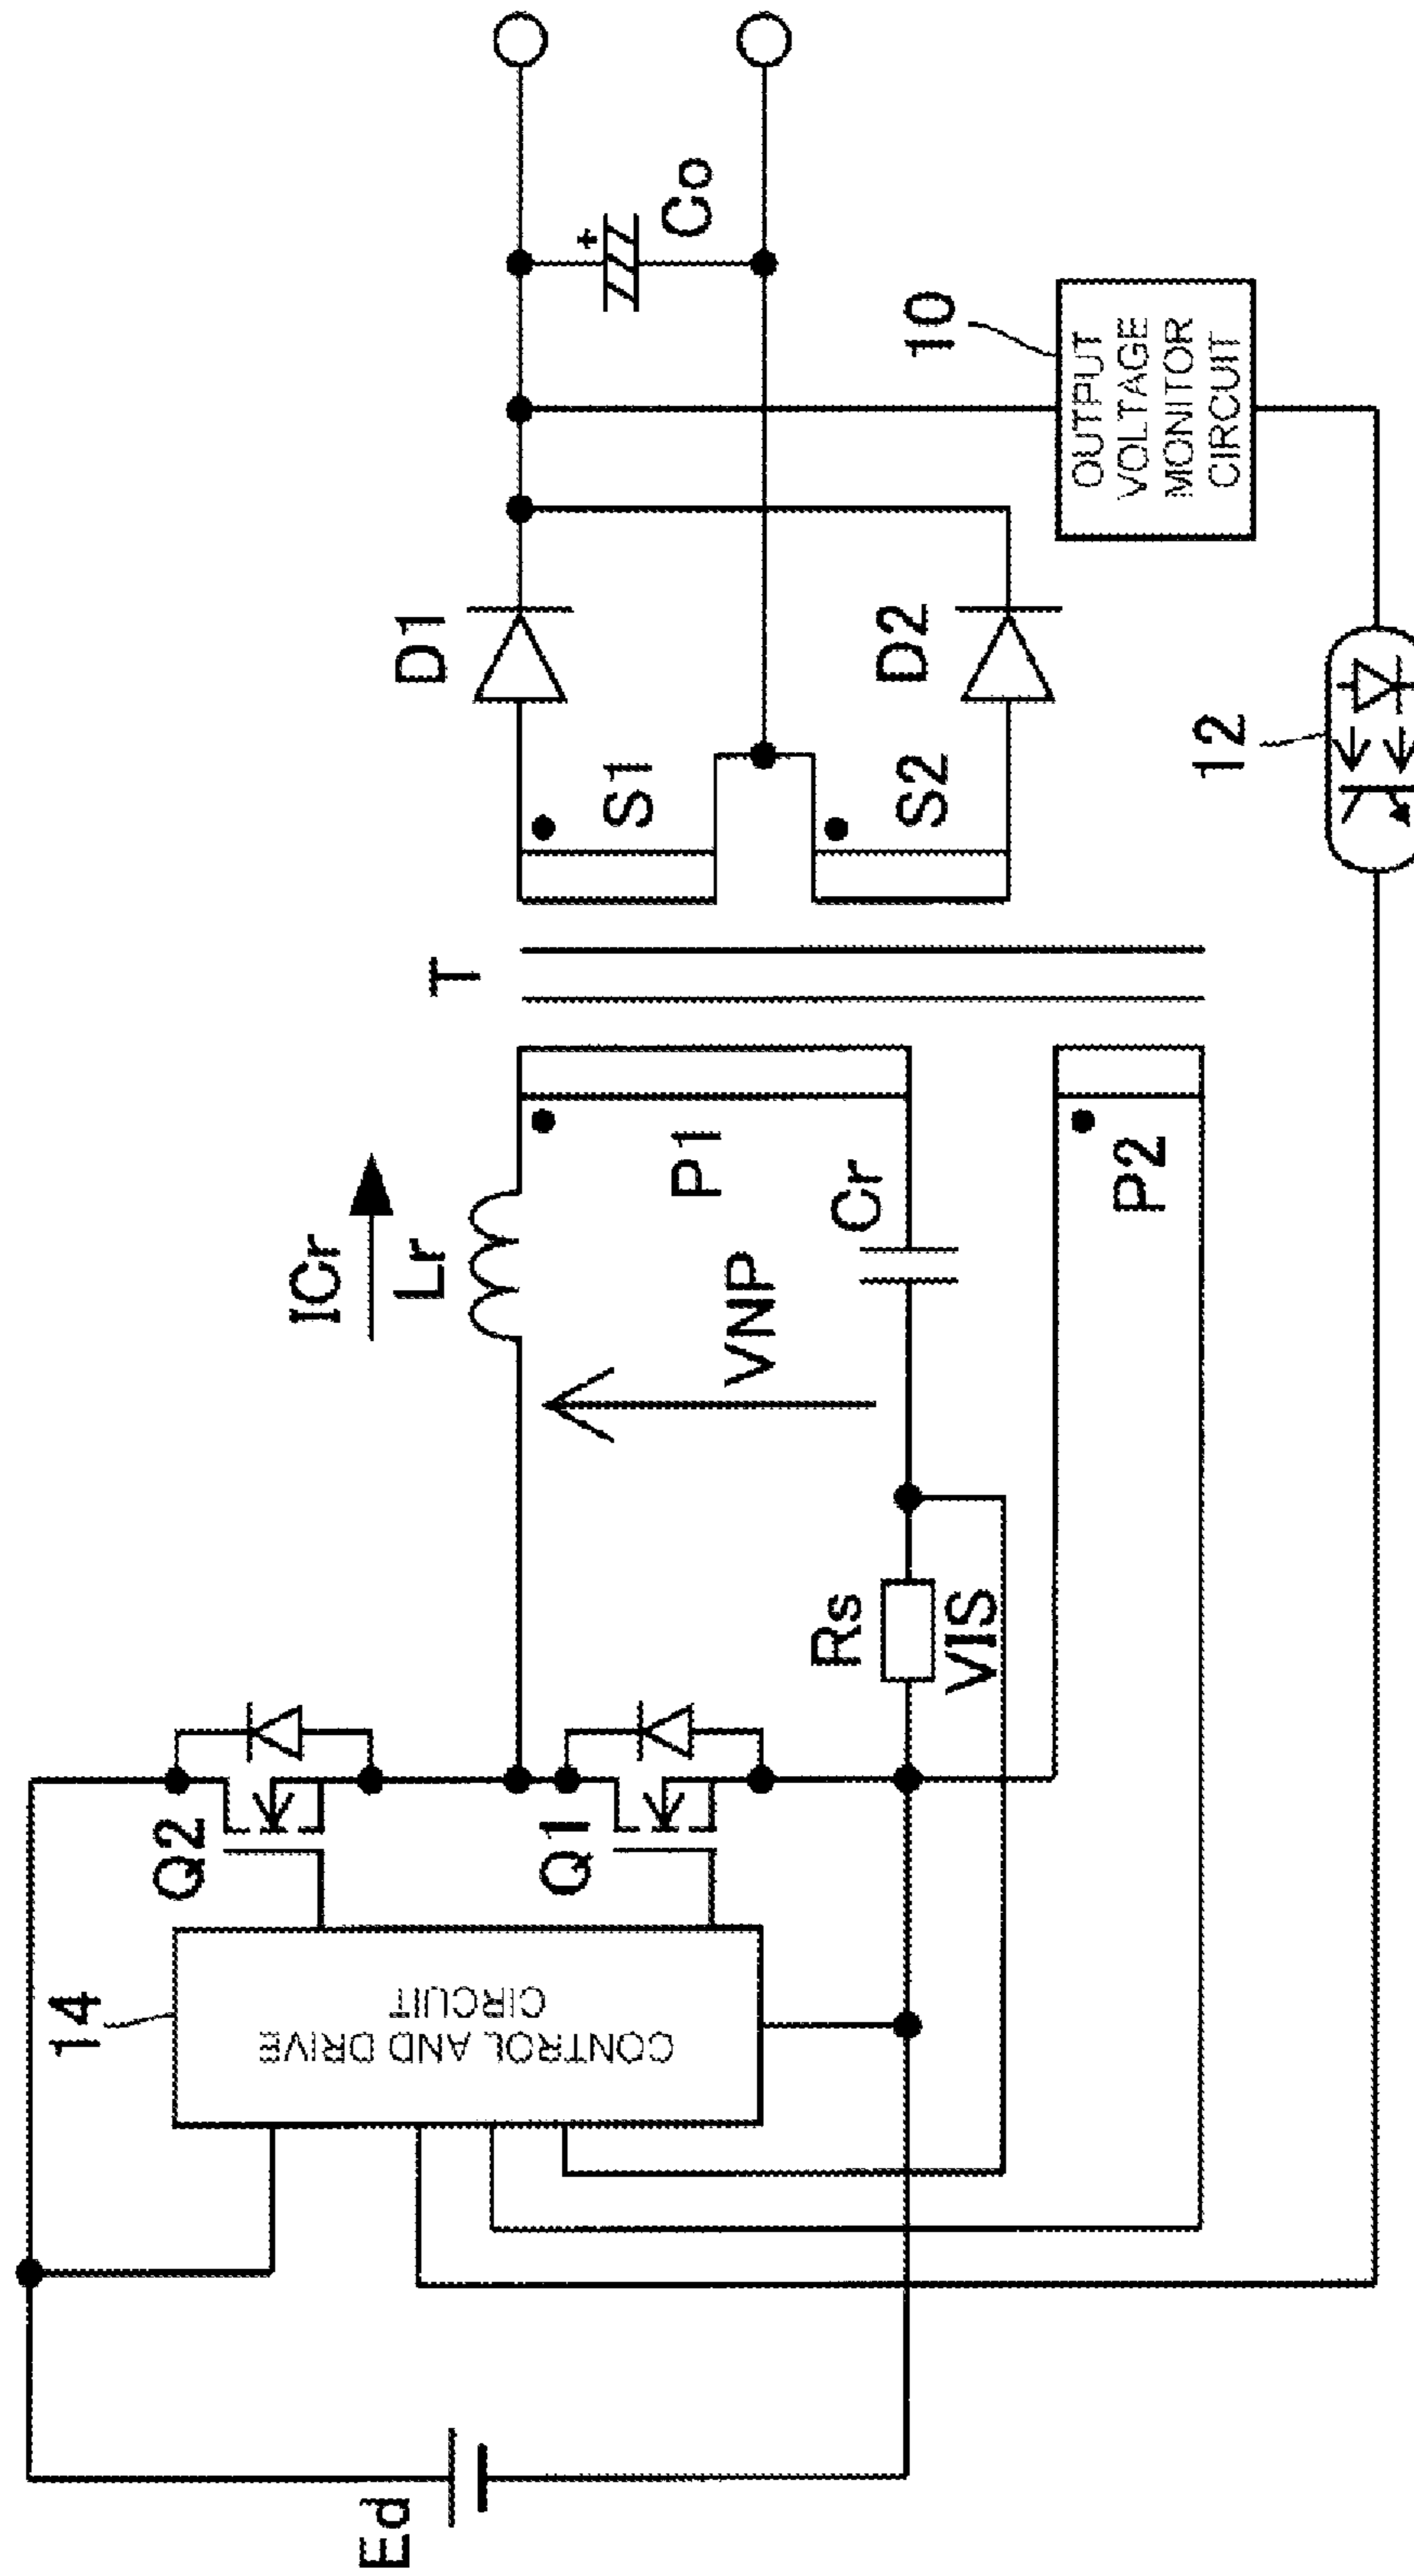 Ed
14
CONTROL AND DRIVE
CIRCUIT
Q2
Q1
Rs
VIS
ICr
Lr
VNP
P1
Cr
P2
T
S1
S2
D1
D2
Co
+
10
OUTPUT
VOLTAGE
MONITOR
CIRCUIT
12